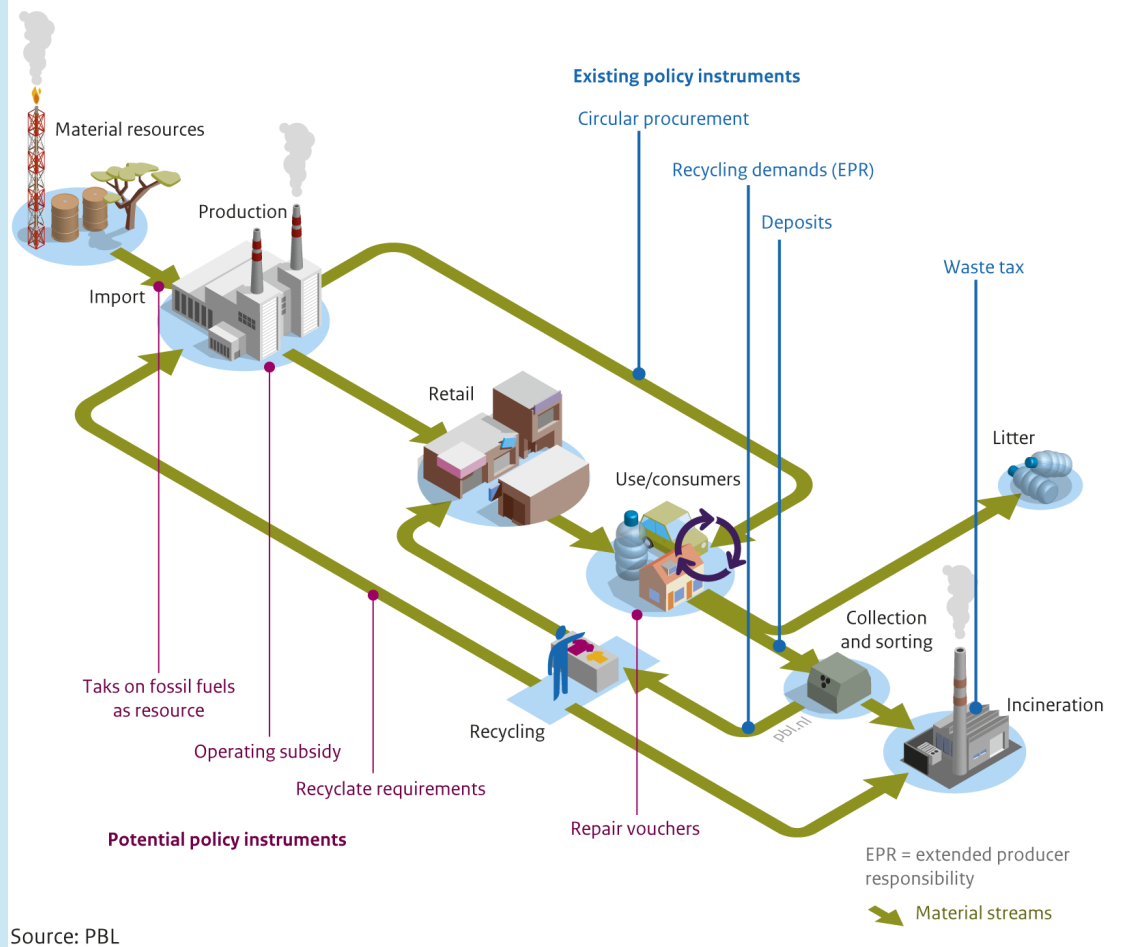 Existing policy instruments
Circular procurement
Material resources
Recycling demands (EPR)
Production
Deposits
Waste tax
Import
Retail
Litter
Use/consumers
Collection
and sorting
Taks on fossil fuels
as resource
Incineration
Recycling
pbl.nl
Operating subsidy
Recyclate requirements
Repair vouchers
Potential policy instruments
EPR = extended producer
responsibility
Material streams
Source: PBL